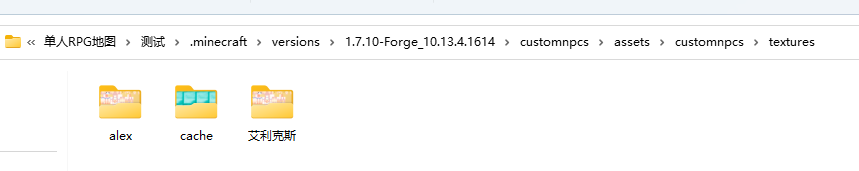 « 单人RPG地图 > 测试 > .minecraft > versions > 1.7.10-Forge_10.13.4.1614 > customnpcs > assets > customnpcs > textures
alex cache 艾利克斯